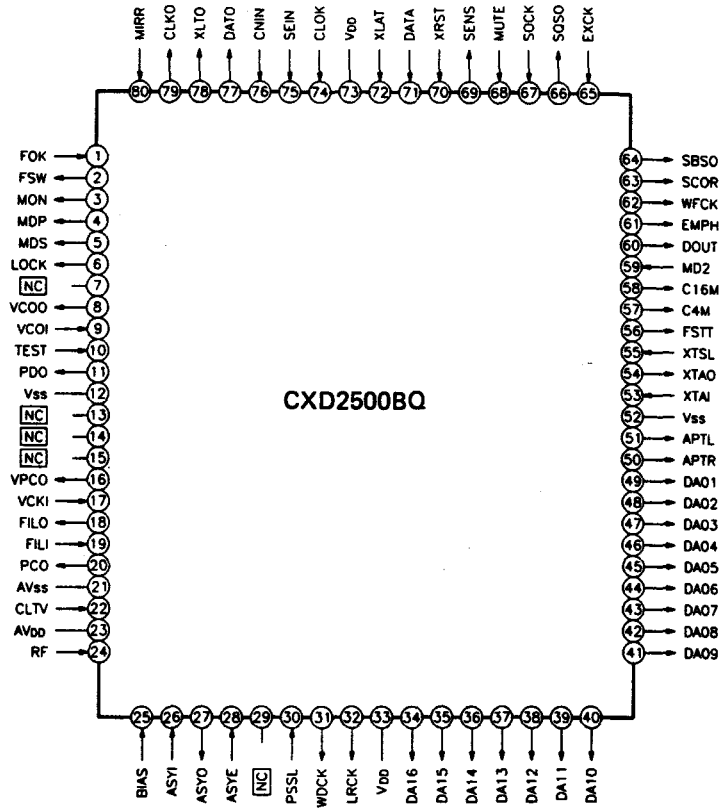 MIRR
CLKO
XLTO
DATO
CNIN
SEIN
CLOK
VDD
XLAT
DATA
XRST
SENS
MUTE
SOCK
SQSO
EXCK
80 79 78 77 76 75 74 73 72 71 70 69 68 67 66 65
FOK 1
FSW 2
MON 3
MDP 4
MDS 5
LOCK 6
NC 7
VCOO 8
VCOI 9
TEST 10
PDO 11
Vss 12
NC 13
NC 14
NC 15
VPCO 16
VCKI 17
FILO 18
FILI 19
PCO 20
AVss 21
CLTV 22
AVDD 23
RF 24
CXD2500BQ
64 SBSO
63 SCOR
62 WFCK
61 EMPH
60 DOUT
59 MD2
58 C16M
57 C4M
56 FSTT
55 XTSL
54 XTAO
53 XTAI
52 Vss
51 APTL
50 APTR
49 DA01
48 DA02
47 DA03
46 DA04
45 DA05
44 DA06
43 DA07
42 DA08
41 DA09
25 26 27 28 29 30 31 32 33 34 35 36 37 38 39 40
BIAS
ASYI
ASYO
ASYE
NC
PSSL
WDCK
LRCK
VDD
DA16
DA15
DA14
DA13
DA12
DA11
DA10